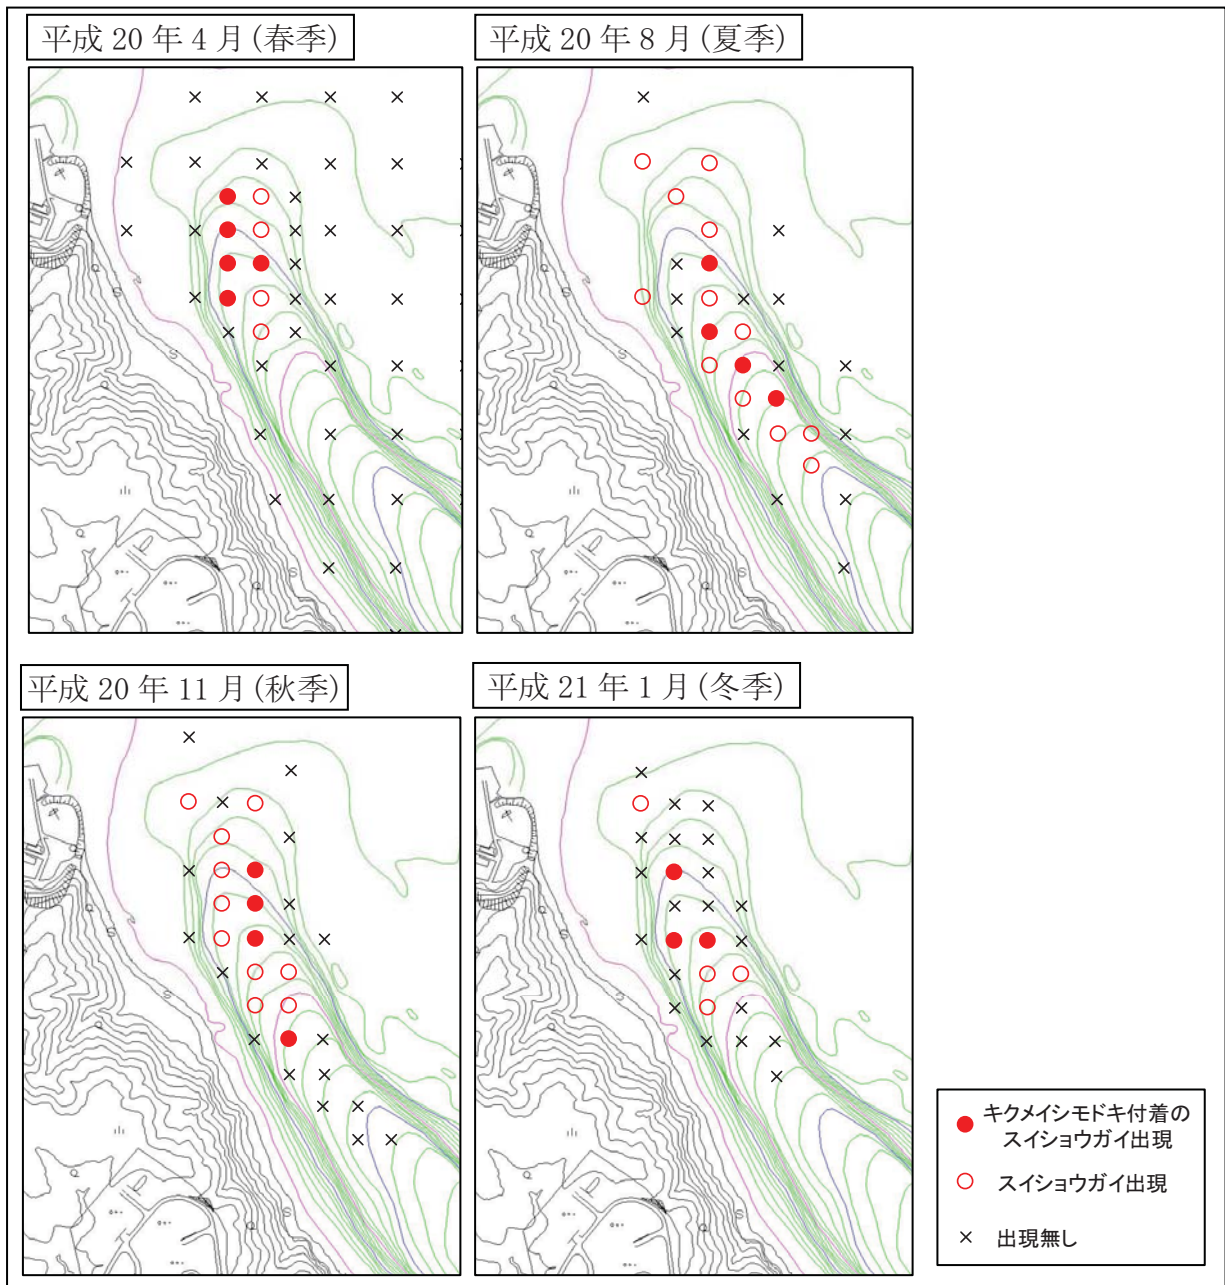 平成 20 年 4 月 (春季)
平成 20 年 8 月 (夏季)
平成 20 年 11 月 (秋季)
平成 21 年 1 月 (冬季)
キクメイシモドキ付着の
スイショウガイ出現
スイショウガイ出現
出現無し